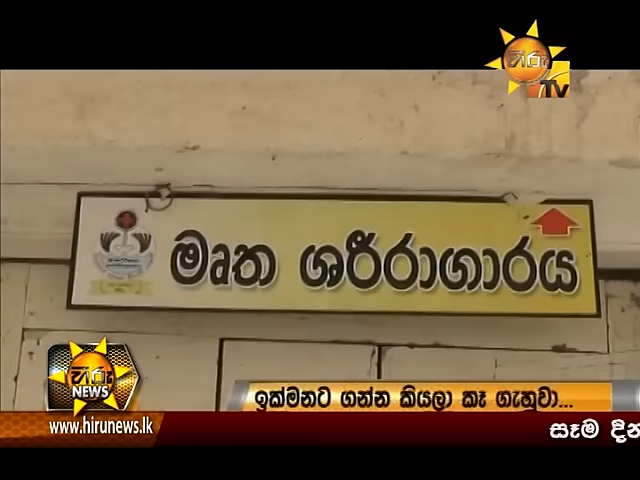 හිරු
TV
මෘත ශරීරාගාරය
හිරු
NEWS
ඉක්මනට ගන්න කියලා කෑ ගැහුවා...
www.hirunews.lk
සෑම දින